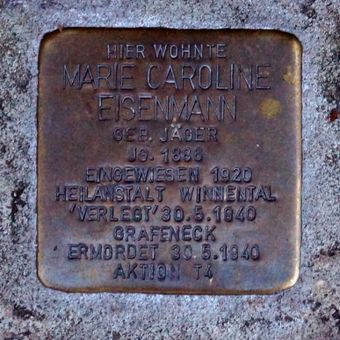 HIER WOHNTE
MARIE CAROLINE
EISENMANN
GEB. JÄGER
JG. 1888
EINGEWIESEN 1920
HEILANSTALT WINNENTAL
'VERLEGT' 30.5.1940
GRAFENECK
ERMORDET 30.5.1940
AKTION T4